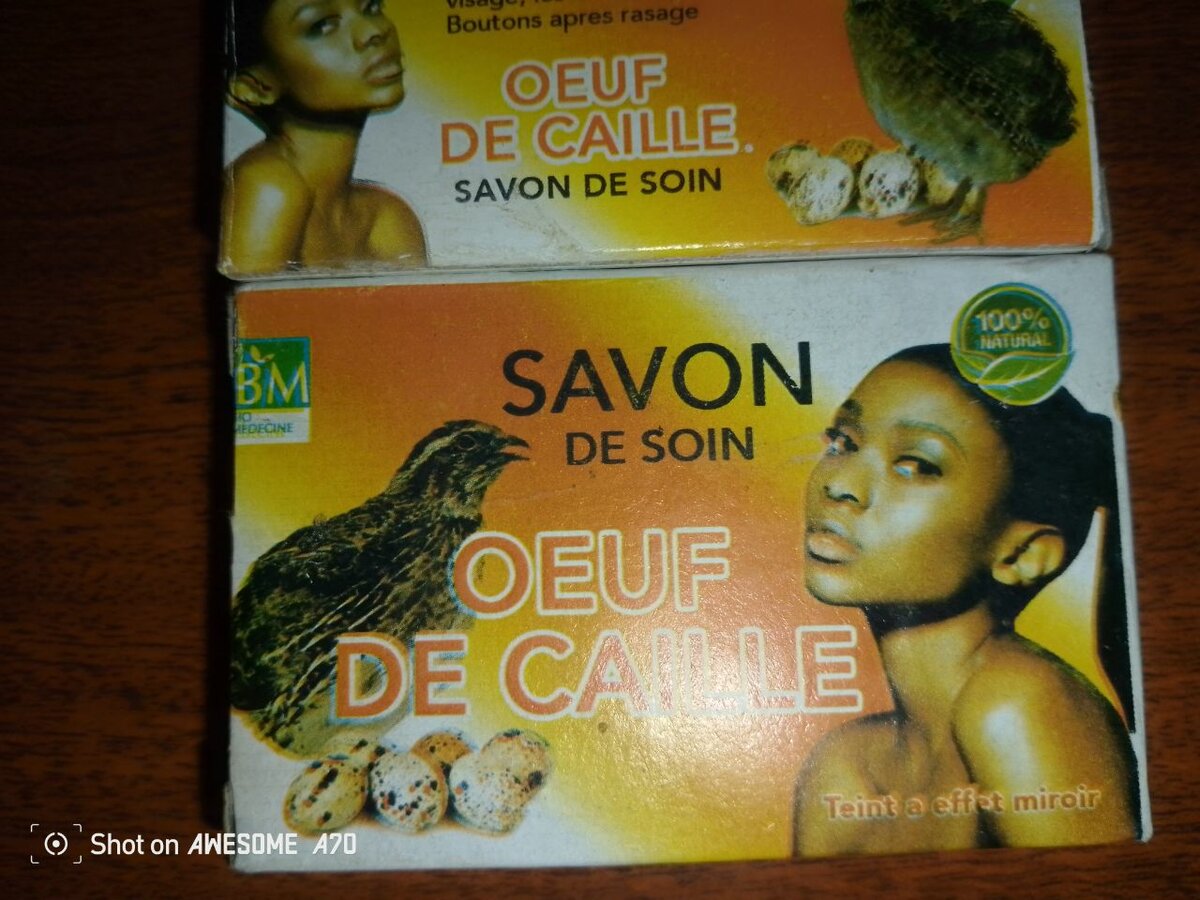 Boutons apres rasage
OEUF
DE CAILLE.
SAVON DE SOIN
100%
NATURAL
BM
MEDECINE
SAVON
DE SOIN
OEUF
DE CAILLE
Teint a effet miroir
Shot on AWESOME A70